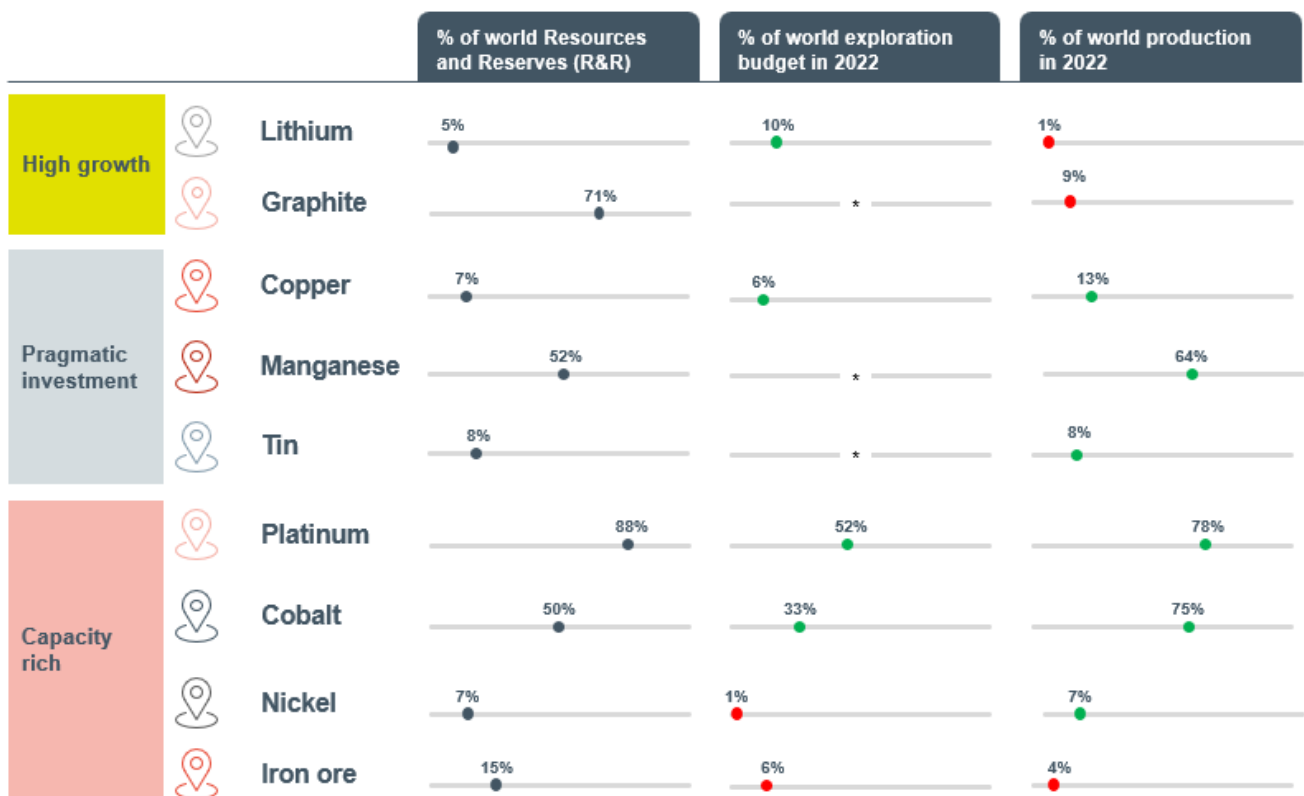 % of world Resources
and Reserves (R&R)
% of world exploration
budget in 2022
% of world production
in 2022
High growth
Lithium
5%
10%
1%
Graphite
71%
*
9%
Pragmatic
investment
Copper
7%
6%
13%
Manganese
52%
*
64%
Tin
8%
*
8%
Capacity
rich
Platinum
88%
52%
78%
Cobalt
50%
33%
75%
Nickel
7%
1%
7%
Iron ore
15%
6%
4%